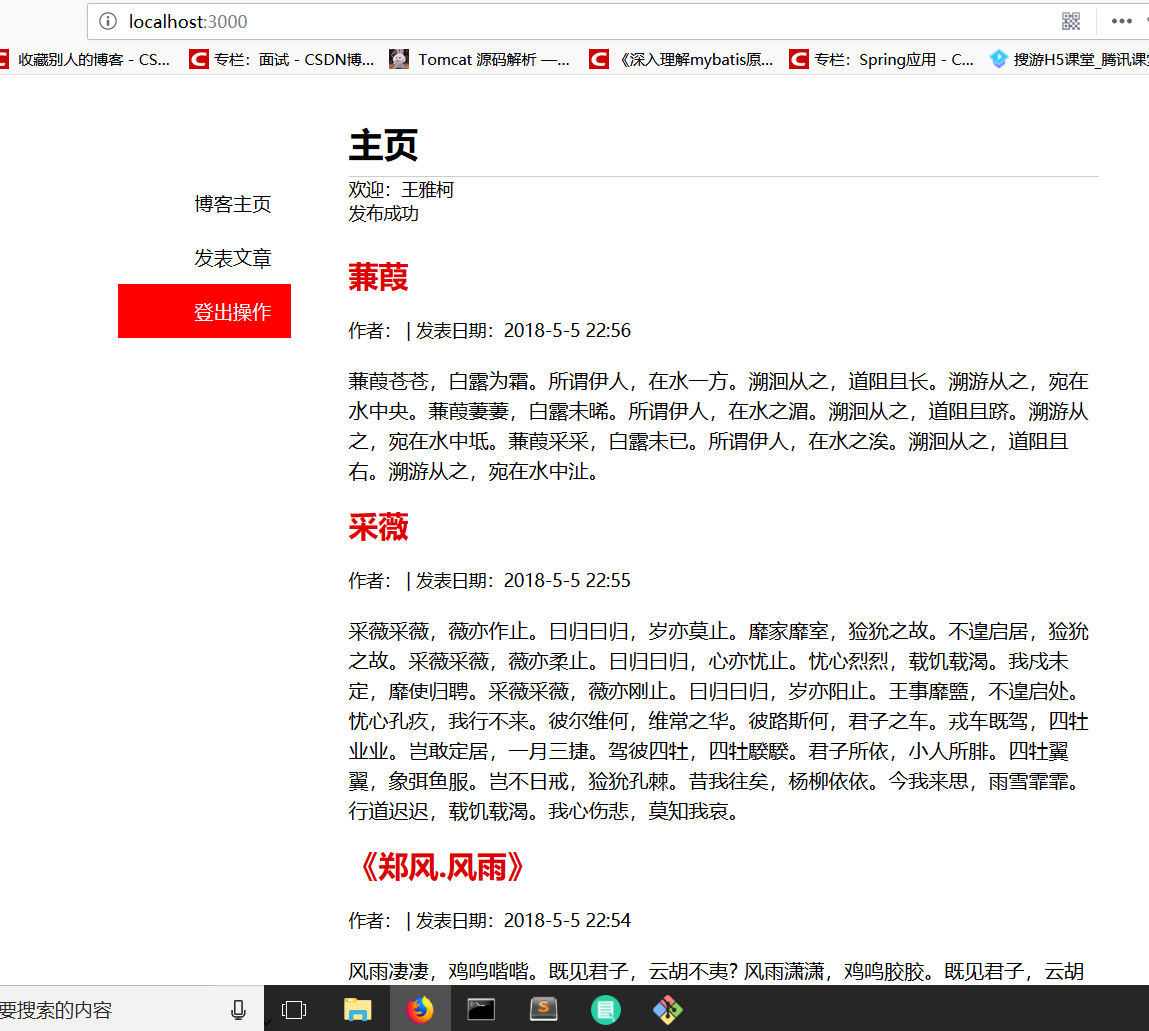 localhost:3000
收藏别人的博客 - CS... 专栏：面试 - CSDN博... Tomcat 源码解析 —... 《深入理解mybatis原... 专栏：Spring应用 - C... 搜游H5课堂_腾讯课堂
主页
欢迎：王雅柯
发布成功
博客主页
发表文章
登出操作
蒹葭
作者： | 发表日期：2018-5-5 22:56
蒹葭苍苍，白露为霜。所谓伊人，在水一方。溯洄从之，道阻且长。溯游从之，宛在
水中央。蒹葭萋萋，白露未晞。所谓伊人，在水之湄。溯洄从之，道阻且跻。溯游从
之，宛在水中坻。蒹葭采采，白露未已。所谓伊人，在水之涘。溯洄从之，道阻且
右。溯游从之，宛在水中沚。
采薇
作者： | 发表日期：2018-5-5 22:55
采薇采薇，薇亦作止。曰归曰归，岁亦莫止。靡家靡室，猃狁之故。不遑启居，猃狁
之故。采薇采薇，薇亦柔止。曰归曰归，心亦忧止。忧心烈烈，载饥载渴。我戍未
定，靡使归聘。采薇采薇，薇亦刚止。曰归曰归，岁亦阳止。王事靡盬，不遑启处。
忧心孔疚，我行不来。彼尔维何，维常之华。彼路斯何，君子之车。戎车既驾，四牡
业业。岂敢定居，一月三捷。驾彼四牡，四牡骙骙。君子所依，小人所腓。四牡翼
翼，象弭鱼服。岂不日戒，猃狁孔棘。昔我往矣，杨柳依依。今我来思，雨雪霏霏。
行道迟迟，载饥载渴。我心伤悲，莫知我哀。
《郑风.风雨》
作者： | 发表日期：2018-5-5 22:54
风雨凄凄，鸡鸣喈喈。既见君子，云胡不夷? 风雨潇潇，鸡鸣胶胶。既见君子，云胡
要搜索的内容